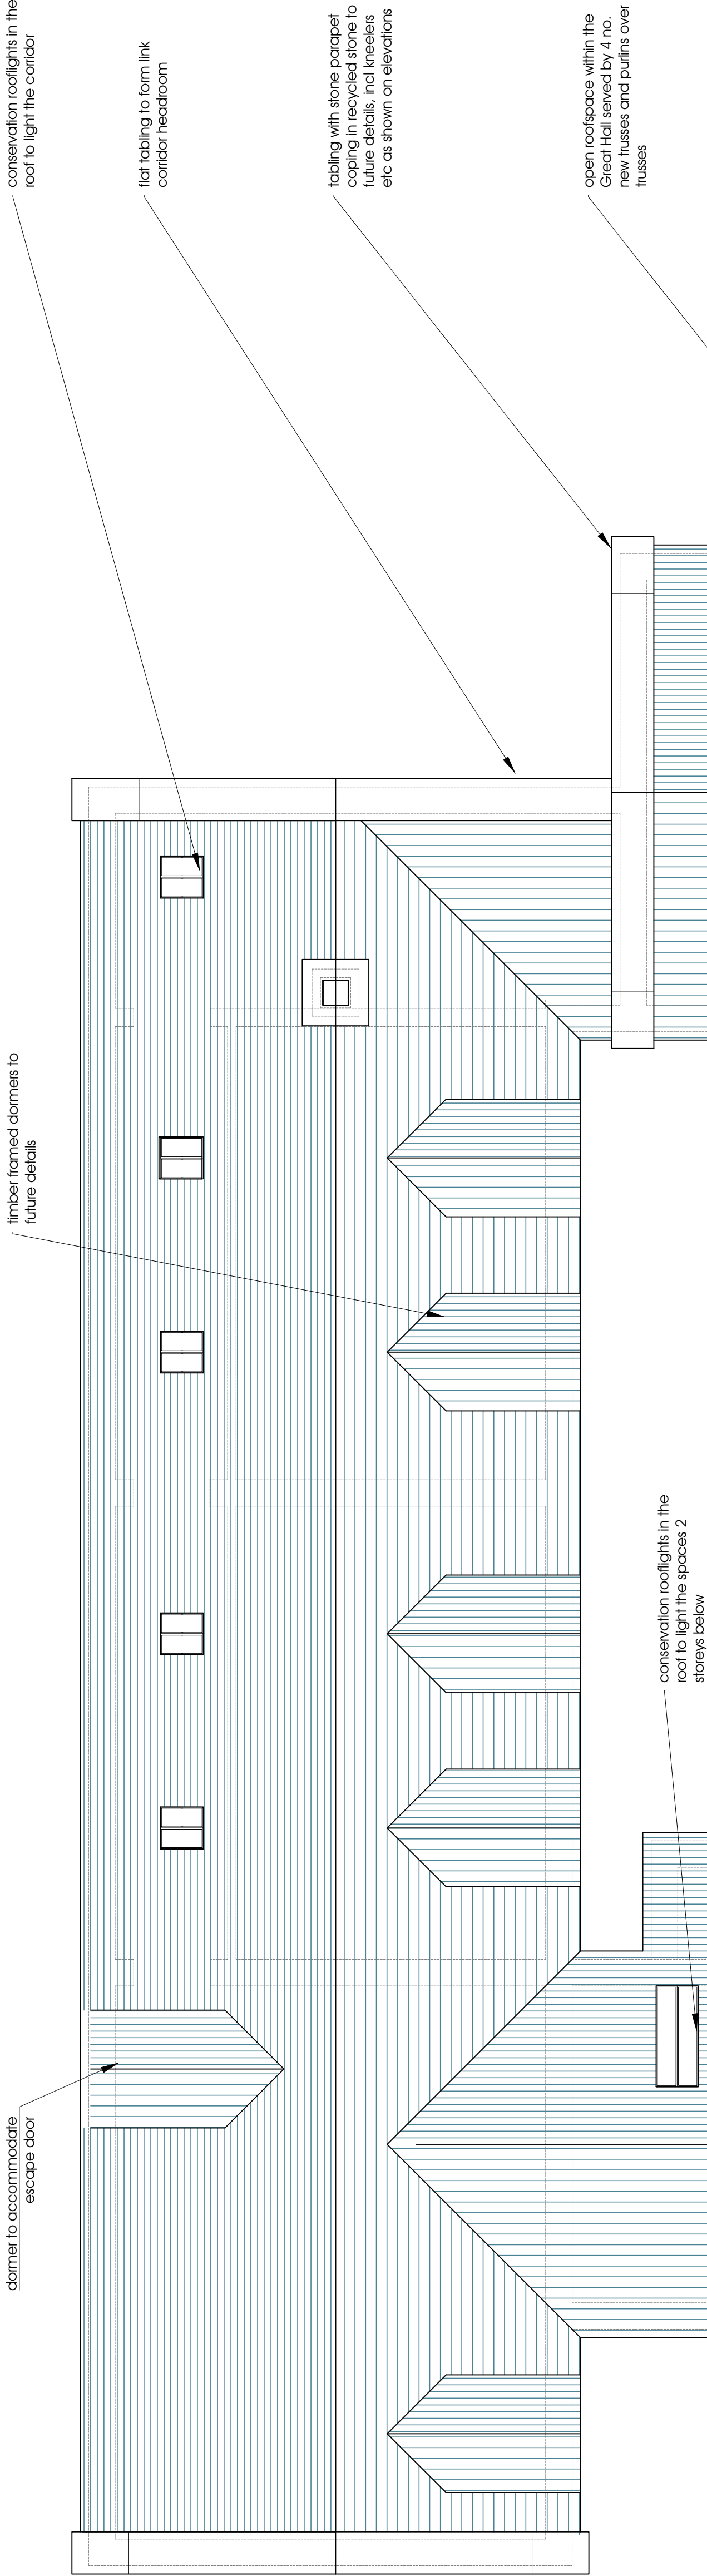 dormer to accommodate
escape door
timber framed dormers to
future details
conservation rooflights in the
roof to light the corridor
flat tabling to form link
corridor headroom
tabling with stone parapet
coping in recycled stone to
future details, incl kneelers
etc as shown on elevations
open roofspace within the
Great Hall served by 4 no.
new trusses and purlins over
trusses
conservation rooflights in the
roof to light the spaces 2
storeys below